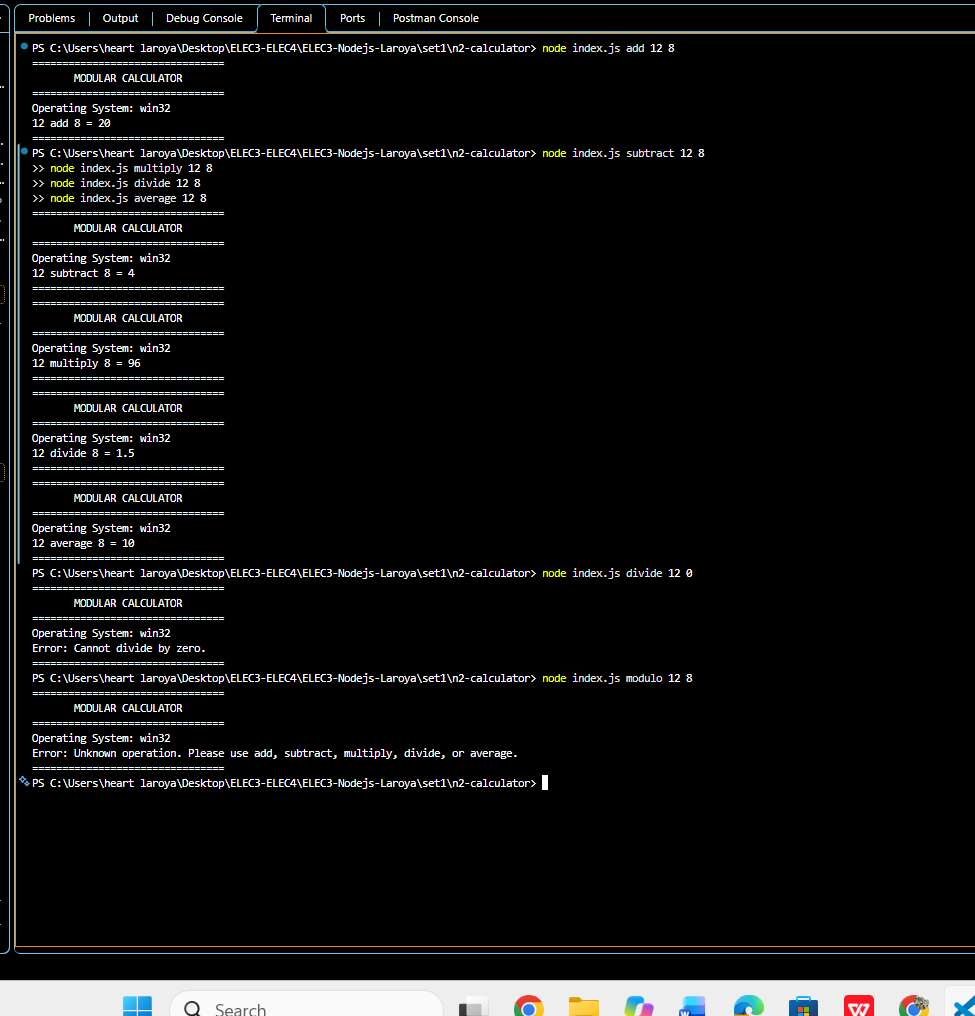 Problems Output Debug Console Terminal Ports Postman Console
PS C:\Users\heart laroya\Desktop\ELEC3-ELEC4\ELEC3-Nodejs-Laroya\set1\n2-calculator> node index.js add 12 8
================================
MODULAR CALCULATOR
================================
Operating System: win32
12 add 8 = 20
================================
PS C:\Users\heart laroya\Desktop\ELEC3-ELEC4\ELEC3-Nodejs-Laroya\set1\n2-calculator> node index.js subtract 12 8
>> node index.js multiply 12 8
>> node index.js divide 12 8
>> node index.js average 12 8
================================
MODULAR CALCULATOR
================================
Operating System: win32
12 subtract 8 = 4
================================
================================
MODULAR CALCULATOR
================================
Operating System: win32
12 multiply 8 = 96
================================
================================
MODULAR CALCULATOR
================================
Operating System: win32
12 divide 8 = 1.5
================================
================================
MODULAR CALCULATOR
================================
Operating System: win32
12 average 8 = 10
================================
PS C:\Users\heart laroya\Desktop\ELEC3-ELEC4\ELEC3-Nodejs-Laroya\set1\n2-calculator> node index.js divide 12 0
================================
MODULAR CALCULATOR
================================
Operating System: win32
Error: Cannot divide by zero.
================================
PS C:\Users\heart laroya\Desktop\ELEC3-ELEC4\ELEC3-Nodejs-Laroya\set1\n2-calculator> node index.js modulo 12 8
================================
MODULAR CALCULATOR
================================
Operating System: win32
Error: Unknown operation. Please use add, subtract, multiply, divide, or average.
================================
PS C:\Users\heart laroya\Desktop\ELEC3-ELEC4\ELEC3-Nodejs-Laroya\set1\n2-calculator>
Search